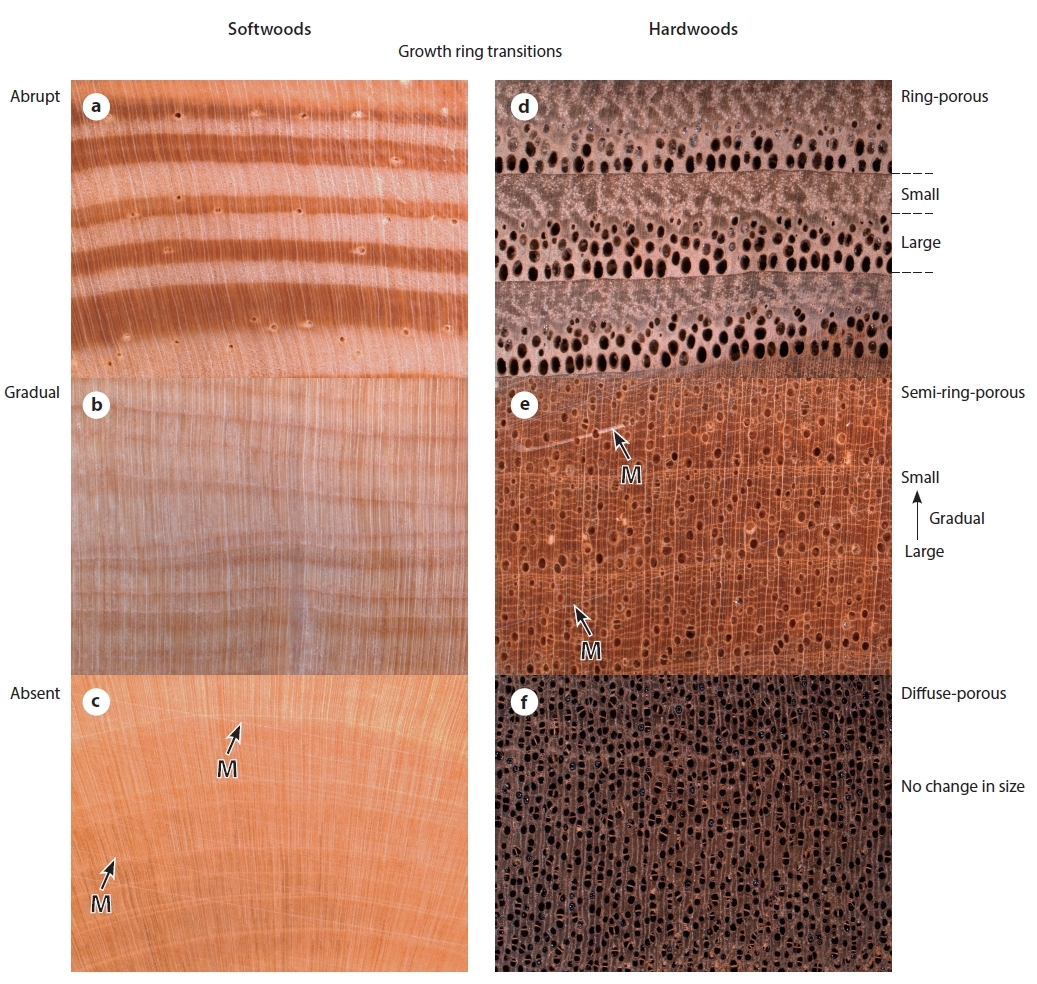 Softwoods
Hardwoods
Growth ring transitions
Abrupt
a
d
Ring-porous
Small
Large
Gradual
b
e
Semi-ring-porous
M
Small
Gradual
Large
M
Absent
c
f
Diffuse-porous
M
No change in size
M